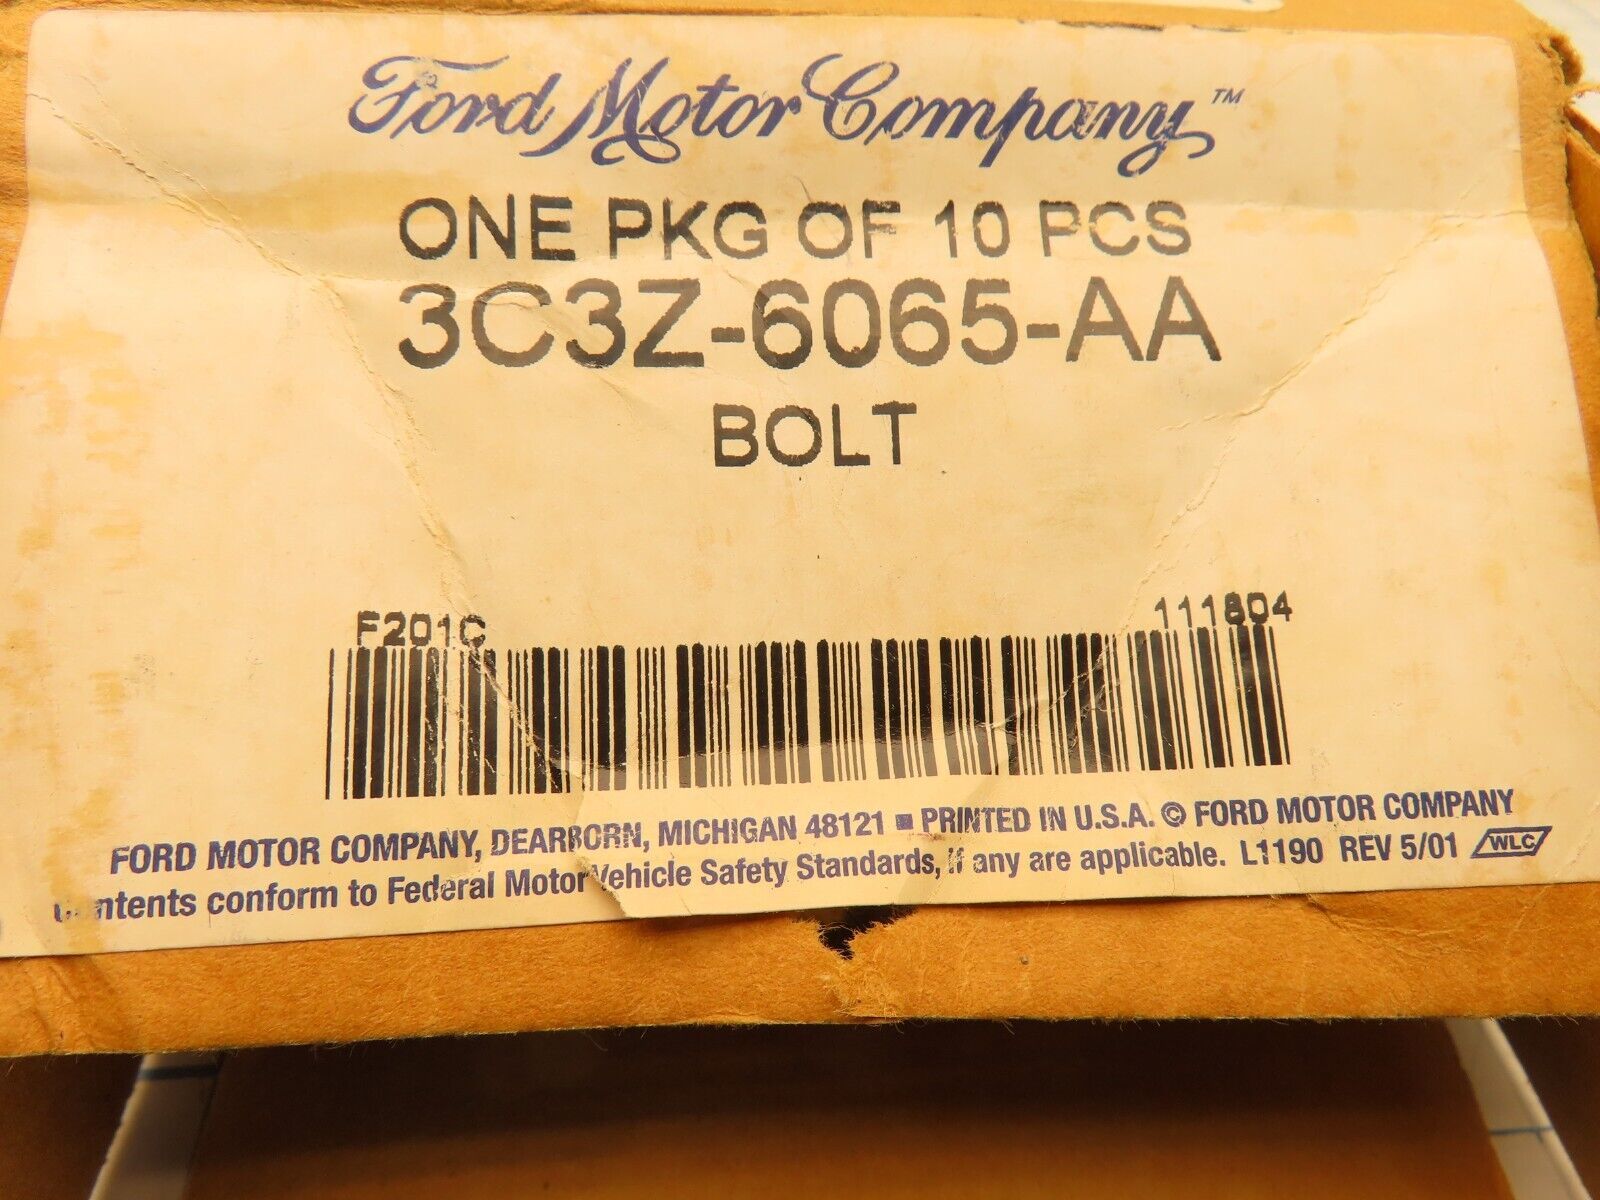 Ford Motor Company™
ONE PKG OF 10 PCS
3C3Z-6065-AA
BOLT
F201C 111804
FORD MOTOR COMPANY, DEARBORN, MICHIGAN 48121 ■ PRINTED IN U.S.A. © FORD MOTOR COMPANY
Contents conform to Federal Motor Vehicle Safety Standards, if any are applicable. L1190 REV 5/01 WLC